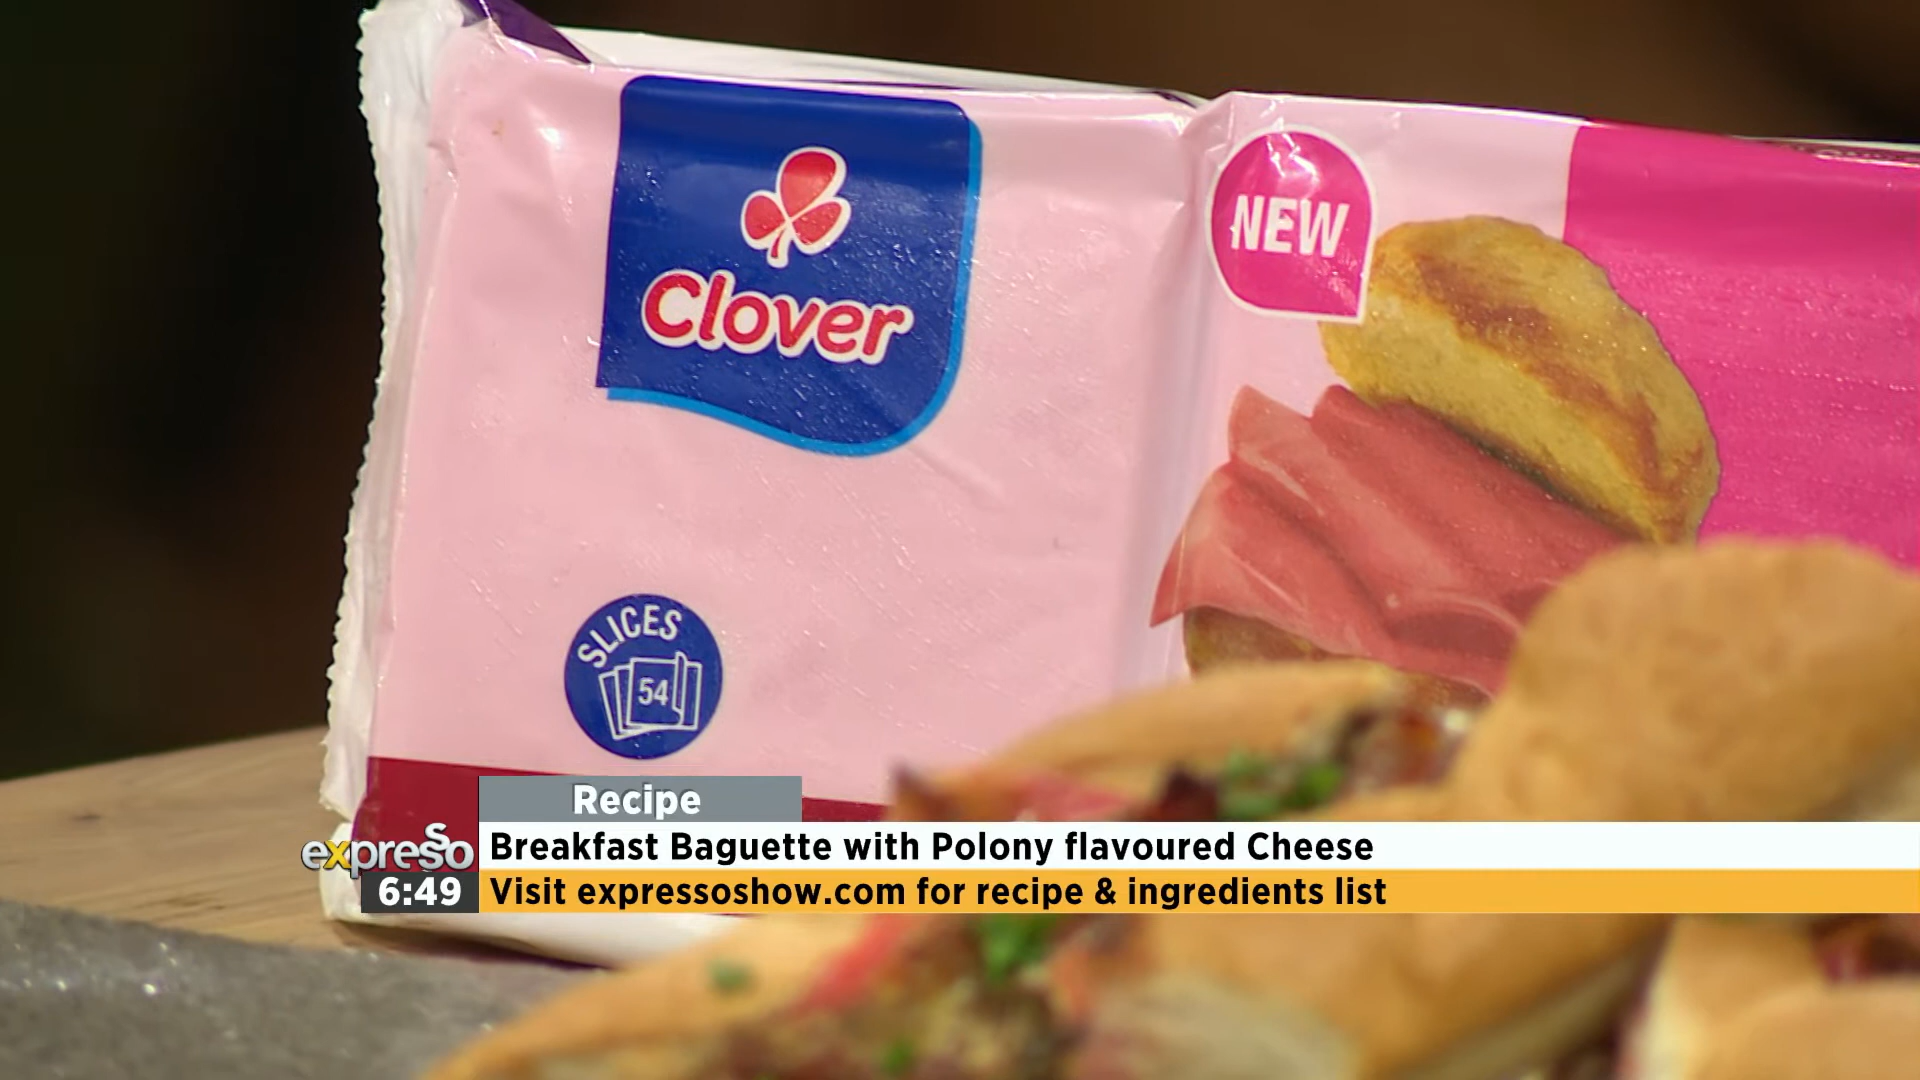 Clover
NEW
SLICES
54
Recipe
expresso
Breakfast Baguette with Polony flavoured Cheese
6:49
Visit expressoshow.com for recipe & ingredients list